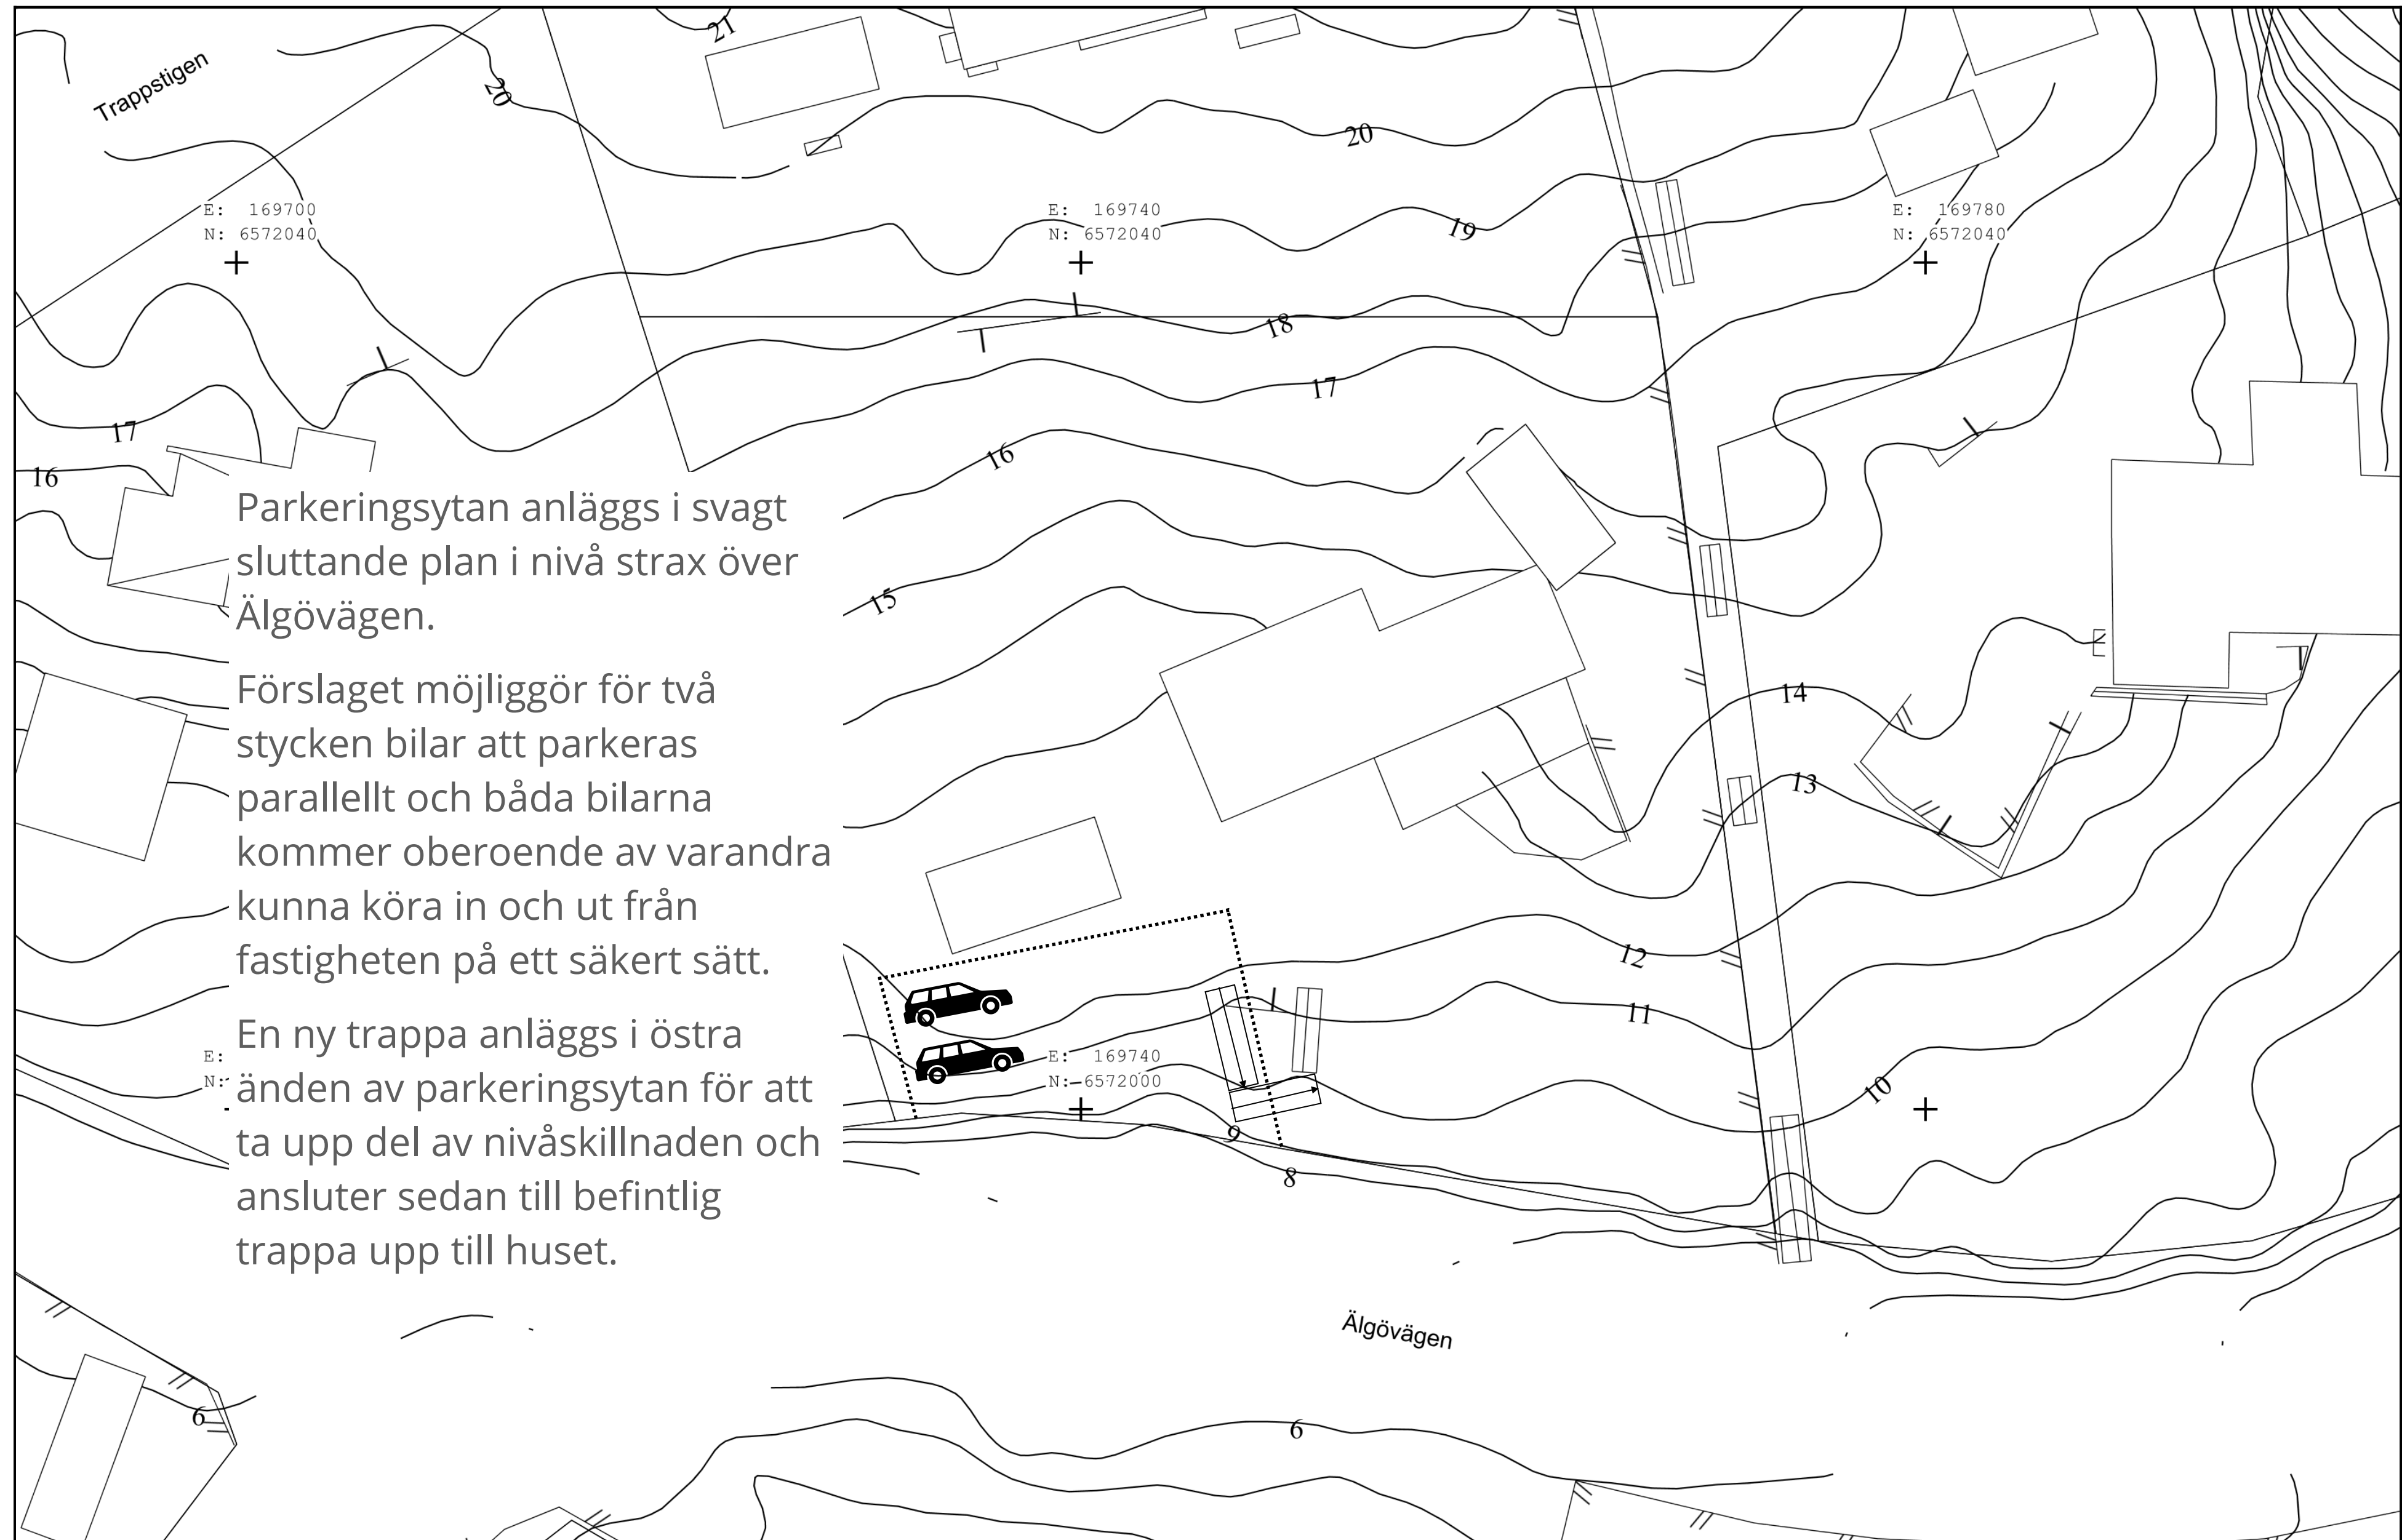 21
Trappstigen
20
20
E: 169700
N: 6572040
E: 169740
N: 6572040
19
E: 169780
N: 6572040
18
17
17
16
16
Parkeringsytan anläggs i svagt
sluttande plan i nivå strax över
Älgövägen.
15
Förslaget möjliggör för två
stycken bilar att parkeras
parallellt och båda bilarna
kommer oberoende av varandra
kunna köra in och ut från
fastigheten på ett säkert sätt.
14
13
12
11
En ny trappa anläggs i östra
änden av parkeringsytan för att
ta upp del av nivåskillnaden och
ansluter sedan till befintlig
trappa upp till huset.
E:
N:
E: 169740
N: 6572000
10
9
8
Älgövägen
6
6